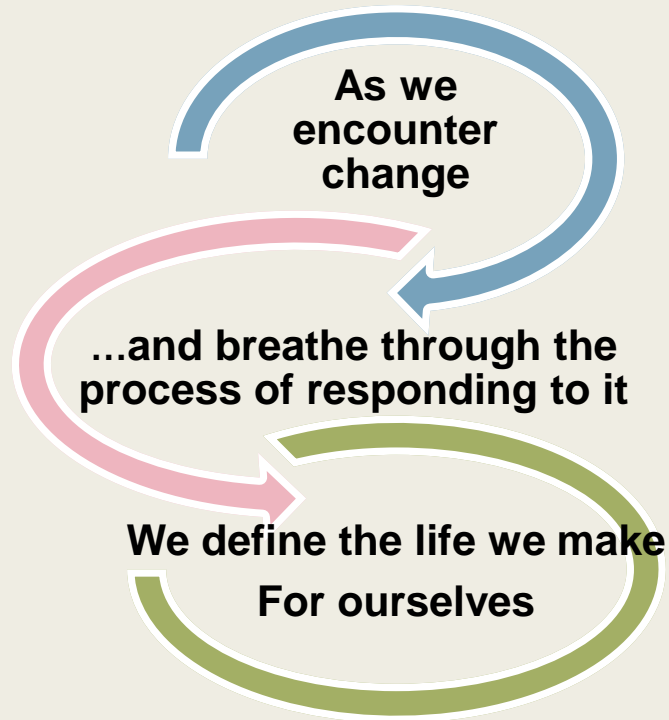 As we
encounter
change
…and breathe through the
process of responding to it
We define the life we make
For ourselves